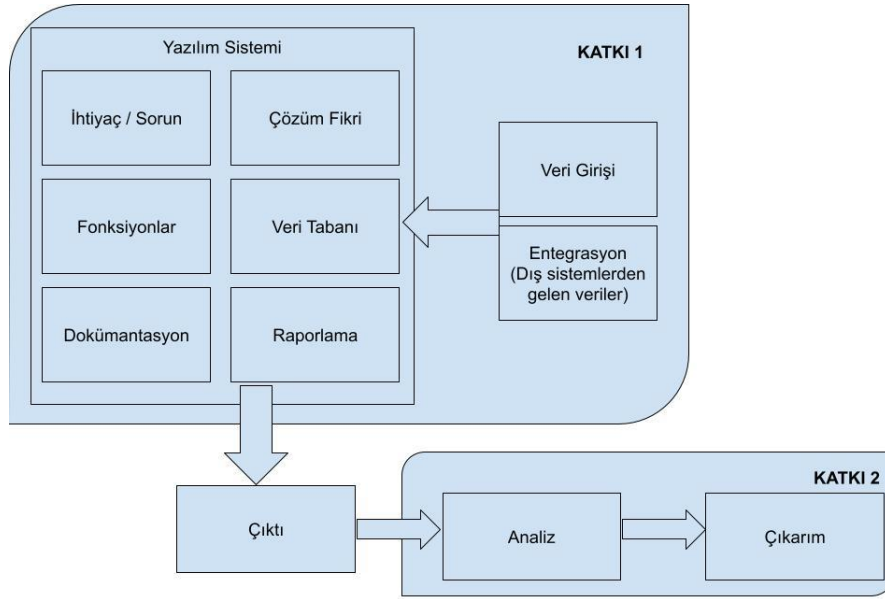 Yazılım Sistemi
KATKI 1
İhtiyaç / Sorun
Çözüm Fikri
Veri Girişi
Fonksiyonlar
Veri Tabanı
Entegrasyon
(Dış sistemlerden
gelen veriler)
Dokümantasyon
Raporlama
KATKI 2
Çıktı
Analiz
Çıkarım